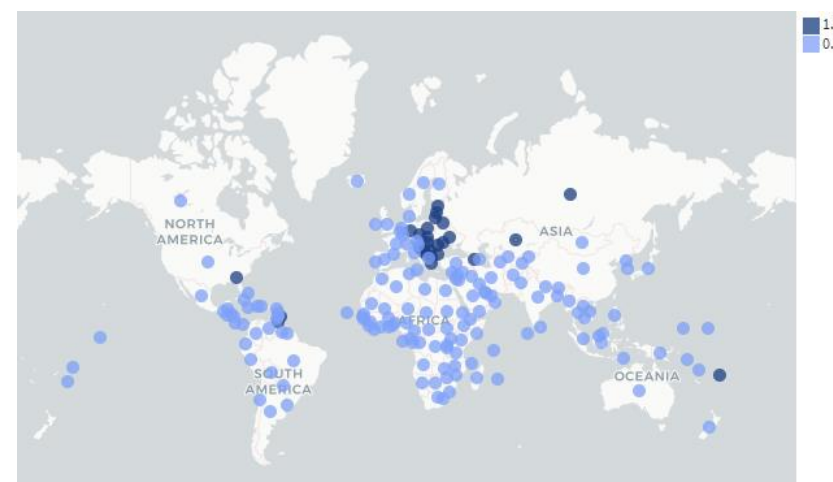 1.
0.
NORTH
AMERICA
ASIA
AFRICA
SOUTH
AMERICA
OCEANIA